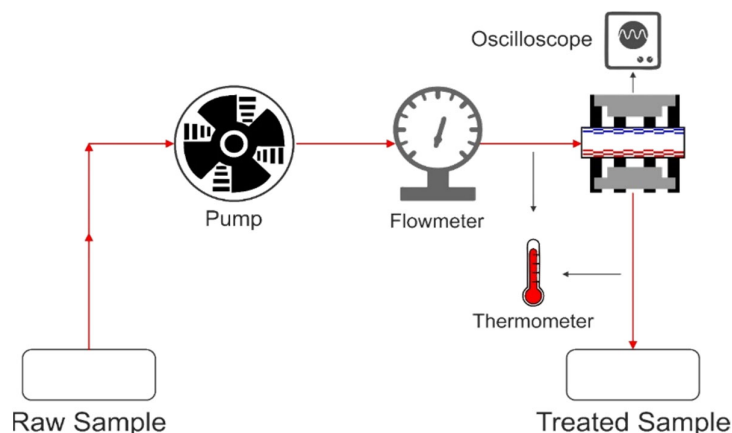 Oscilloscope
Pump
Flowmeter
Thermometer
Raw Sample
Treated Sample